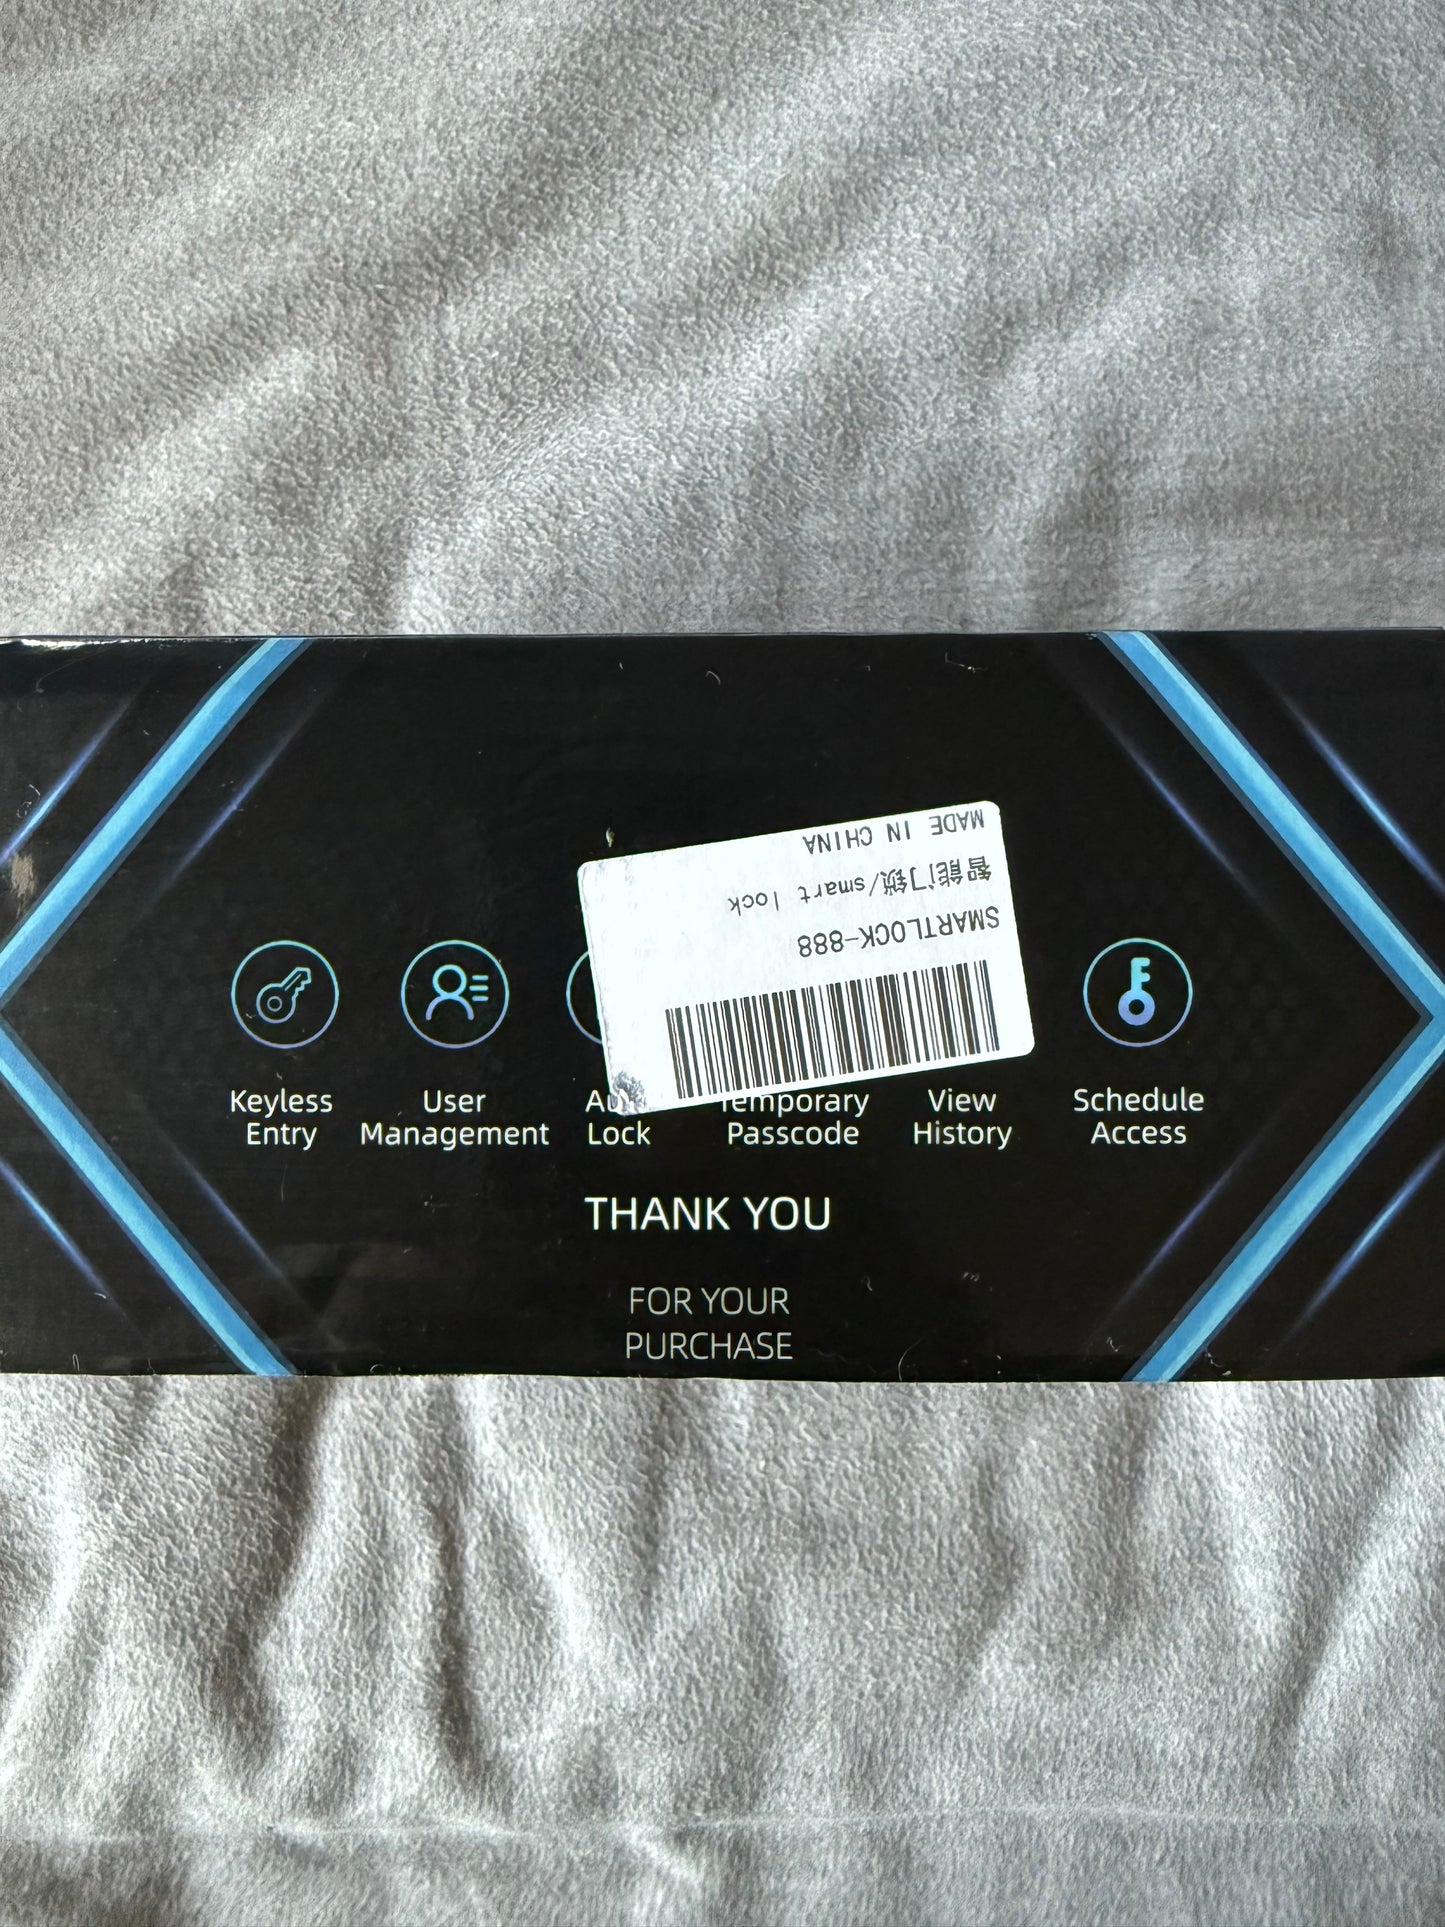 MADE IN CHINA
智能门锁/smart lock
SMARTLOCK-888
Keyless
Entry
User
Management
Lock
Temporary
Passcode
View
History
Schedule
Access
THANK YOU
FOR YOUR
PURCHASE